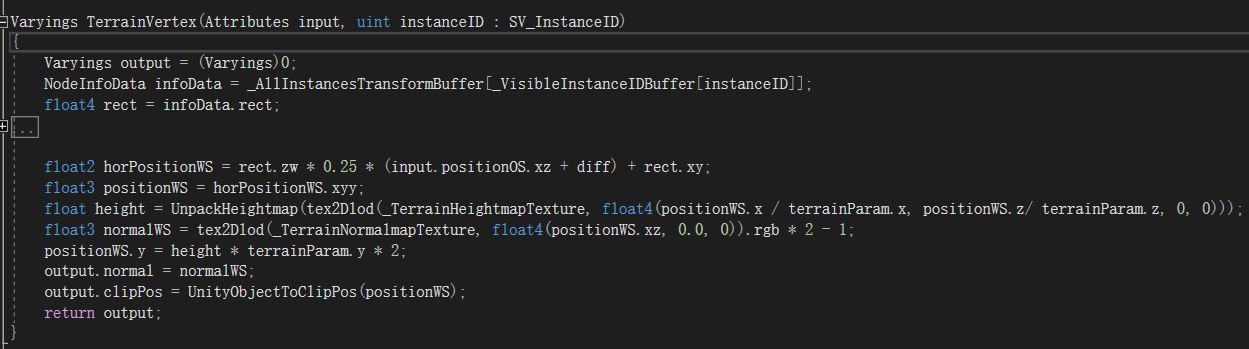 Varyings TerrainVertex(Attributes input, uint instanceID : SV_InstanceID)
{
    Varyings output = (Varyings)0;
    NodeInfoData infoData = _AllInstancesTransformBuffer[_VisibleInstanceIDBuffer[instanceID]];
    float4 rect = infoData.rect;
...
    float2 horPositionWS = rect.zw * 0.25 * (input.positionOS.xz + diff) + rect.xy;
    float3 positionWS = horPositionWS.xyy;
    float height = UnpackHeightmap(tex2Dlod(_TerrainHeightmapTexture, float4(positionWS.x / terrainParam.x, positionWS.z/ terrainParam.z, 0, 0)));
    float3 normalWS = tex2Dlod(_TerrainNormalmapTexture, float4(positionWS.xz, 0.0, 0)).rgb * 2 - 1;
    positionWS.y = height * terrainParam.y * 2;
    output.normal = normalWS;
    output.clipPos = UnityObjectToClipPos(positionWS);
    return output;
}